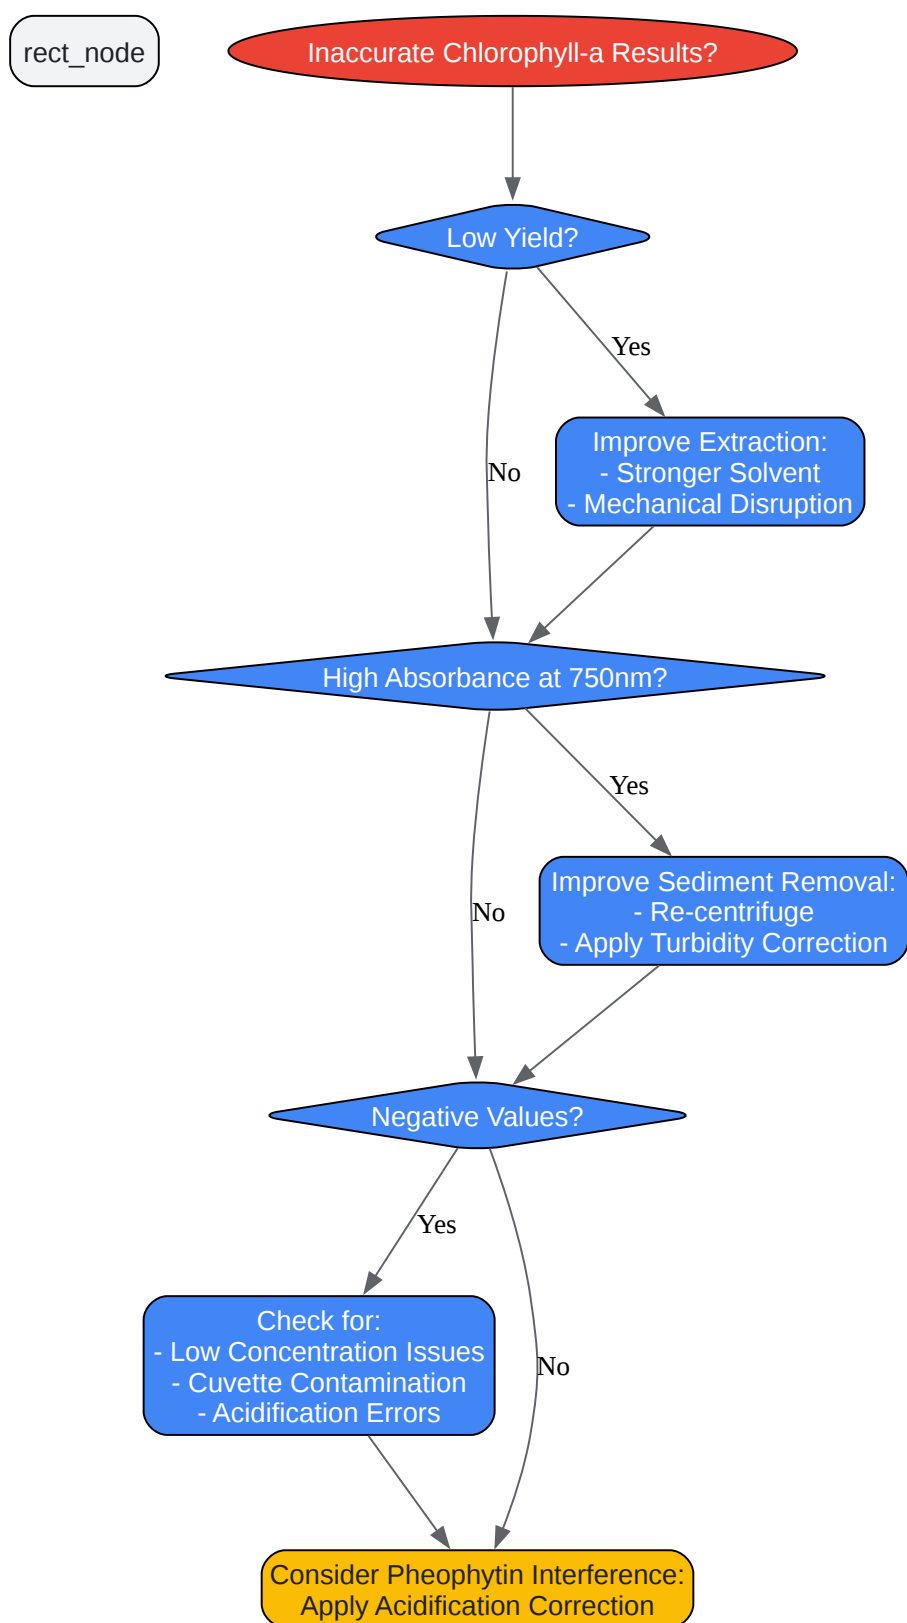 rect_node
Inaccurate Chlorophyll-a Results?
Low Yield?
Yes
Improve Extraction:
- Stronger Solvent
- Mechanical Disruption
No
High Absorbance at 750nm?
Yes
Improve Sediment Removal:
- Re-centrifuge
- Apply Turbidity Correction
No
Negative Values?
Yes
Check for:
- Low Concentration Issues
- Cuvette Contamination
- Acidification Errors
No
Consider Pheophytin Interference:
Apply Acidification Correction